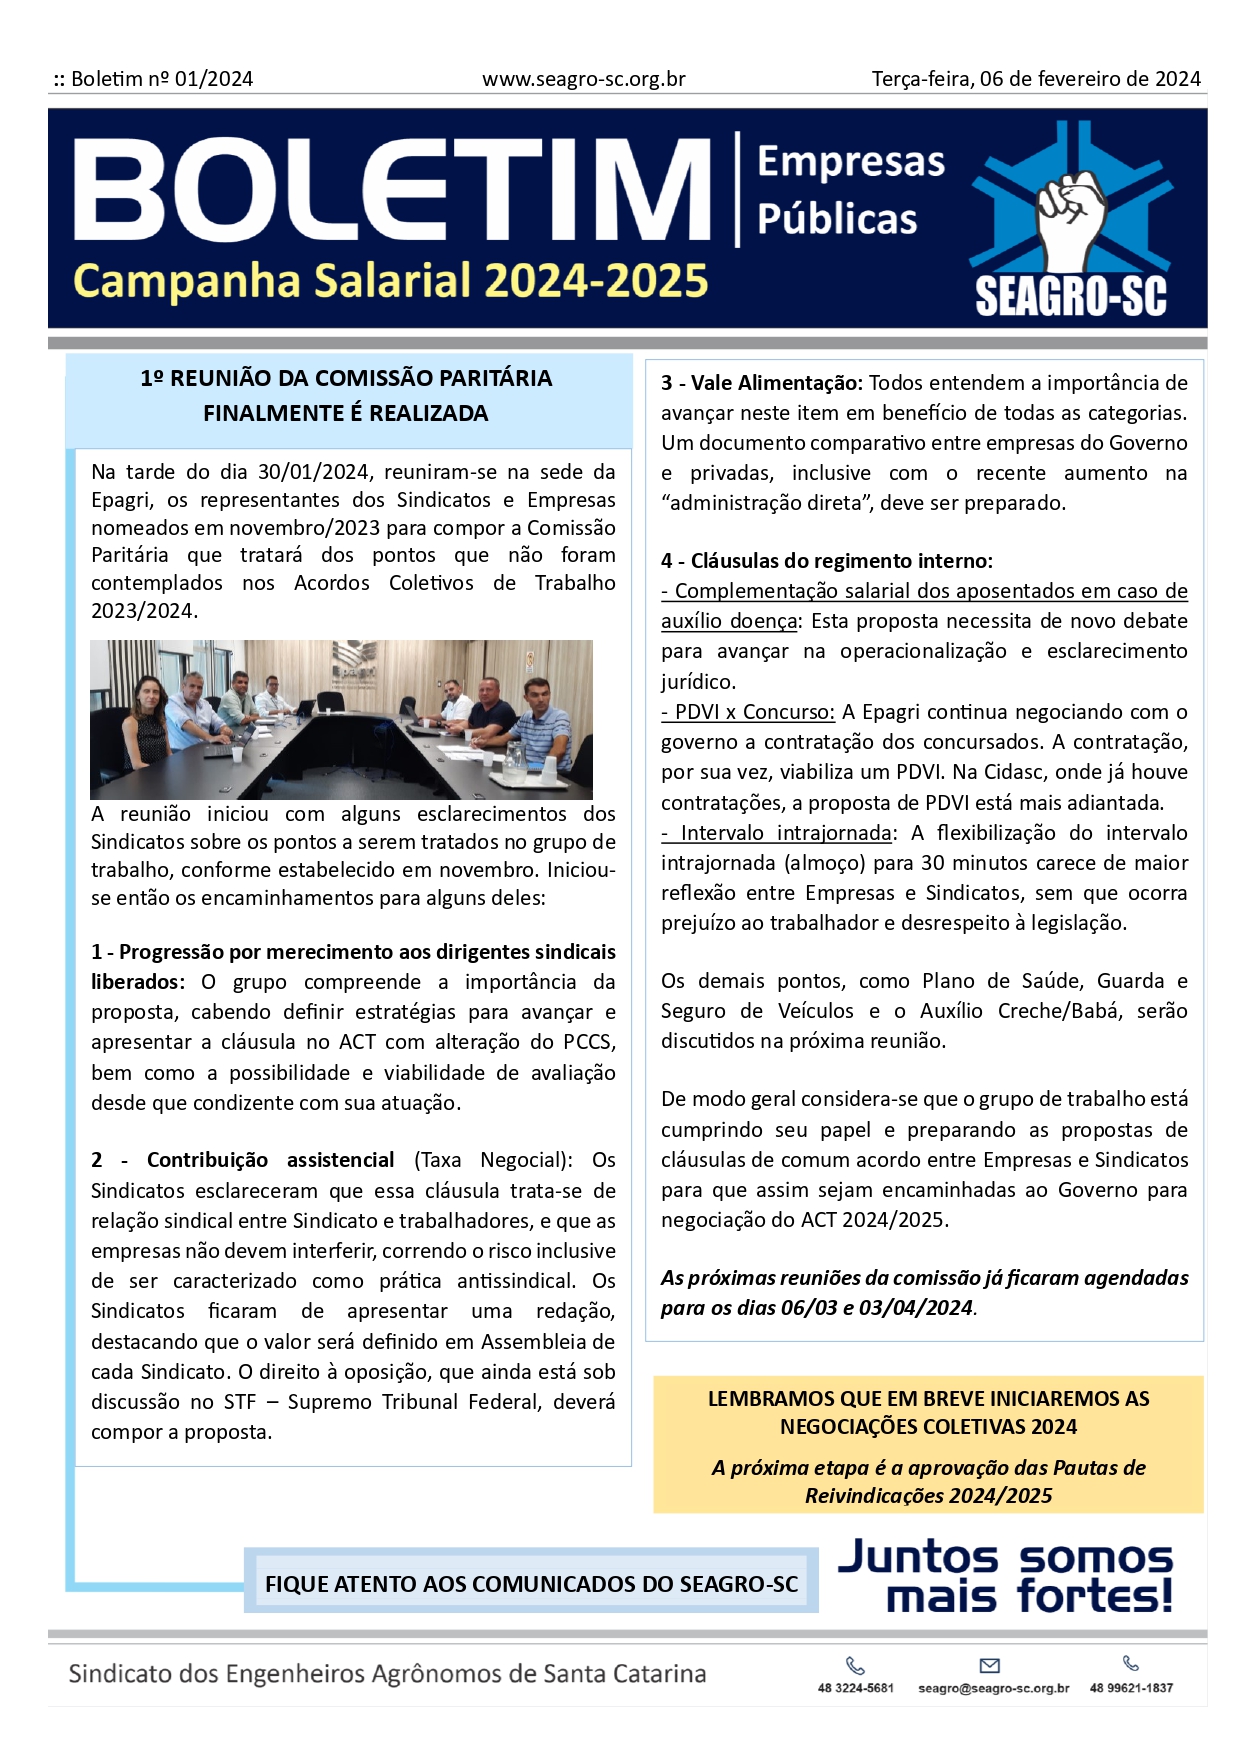 :: Boletim nº 01/2024
www.seagro-sc.org.br
Terça-feira, 06 de fevereiro de 2024
BOLETIM
Empresas
Públicas
Campanha Salarial 2024-2025
SEAGRO-SC
1º REUNIÃO DA COMISSÃO PARITÁRIA
FINALMENTE É REALIZADA
Na tarde do dia 30/01/2024, reuniram-se na sede da
Epagri, os representantes dos Sindicatos e Empresas
nomeados em novembro/2023 para compor a Comissão
Paritária que tratará dos pontos que não foram
contemplados nos Acordos Coletivos de Trabalho
2023/2024.
Epagri
A reunião iniciou com alguns esclarecimentos dos
Sindicatos sobre os pontos a serem tratados no grupo de
trabalho, conforme estabelecido em novembro. Iniciou-
se então os encaminhamentos para alguns deles:
1 - Progressão por merecimento aos dirigentes sindicais
liberados: O grupo compreende a importância da
proposta, cabendo definir estratégias para avançar e
apresentar a cláusula no ACT com alteração do PCCS,
bem como a possibilidade e viabilidade de avaliação
desde que condizente com sua atuação.
2 - Contribuição assistencial (Taxa Negocial): Os
Sindicatos esclareceram que essa cláusula trata-se de
relação sindical entre Sindicato e trabalhadores, e que as
empresas não devem interferir, correndo o risco inclusive
de ser caracterizado como prática antissindical. Os
Sindicatos ficaram de apresentar uma redação,
destacando que o valor será definido em Assembleia de
cada Sindicato. O direito à oposição, que ainda está sob
discussão no STF – Supremo Tribunal Federal, deverá
compor a proposta.
3 - Vale Alimentação: Todos entendem a importância de
avançar neste item em benefício de todas as categorias.
Um documento comparativo entre empresas do Governo
e privadas, inclusive com o recente aumento na
“administração direta”, deve ser preparado.
4 - Cláusulas do regimento interno:
- Complementação salarial dos aposentados em caso de
auxílio doença: Esta proposta necessita de novo debate
para avançar na operacionalização e esclarecimento
jurídico.
- PDVI x Concurso: A Epagri continua negociando com o
governo a contratação dos concursados. A contratação,
por sua vez, viabiliza um PDVI. Na Cidasc, onde já houve
contratações, a proposta de PDVI está mais adiantada.
- Intervalo intrajornada: A flexibilização do intervalo
intrajornada (almoço) para 30 minutos carece de maior
reflexão entre Empresas e Sindicatos, sem que ocorra
prejuízo ao trabalhador e desrespeito à legislação.
Os demais pontos, como Plano de Saúde, Guarda e
Seguro de Veículos e o Auxílio Creche/Babá, serão
discutidos na próxima reunião.
De modo geral considera-se que o grupo de trabalho está
cumprindo seu papel e preparando as propostas de
cláusulas de comum acordo entre Empresas e Sindicatos
para que assim sejam encaminhadas ao Governo para
negociação do ACT 2024/2025.
As próximas reuniões da comissão já ficaram agendadas
para os dias 06/03 e 03/04/2024.
LEMBRAMOS QUE EM BREVE INICIAREMOS AS
NEGOCIAÇÕES COLETIVAS 2024
A próxima etapa é a aprovação das Pautas de
Reivindicações 2024/2025
FIQUE ATENTO AOS COMUNICADOS DO SEAGRO-SC
Juntos somos
mais fortes!
Sindicato dos Engenheiros Agrônomos de Santa Catarina
48 3224-5681
seagro@seagro-sc.org.br
48 99621-1837